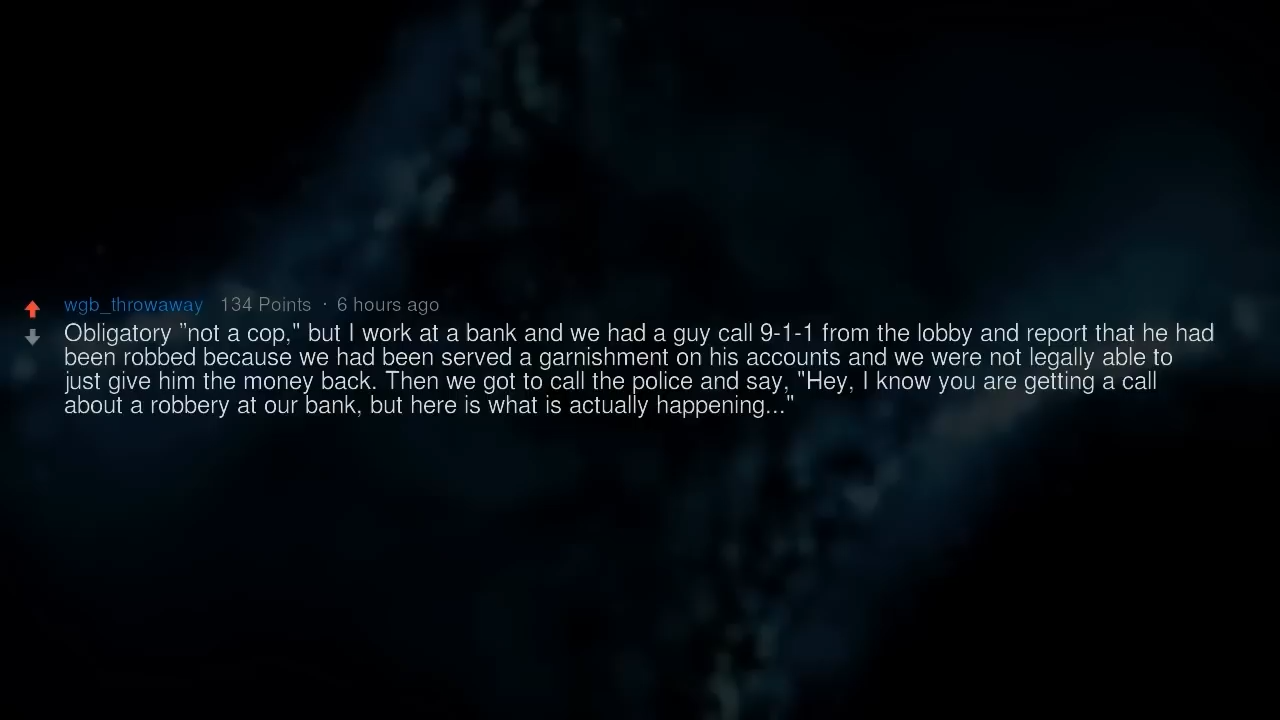 wgb_throwaway 134 Points · 6 hours ago
Obligatory "not a cop," but I work at a bank and we had a guy call 9-1-1 from the lobby and report that he had
been robbed because we had been served a garnishment on his accounts and we were not legally able to
just give him the money back. Then we got to call the police and say, "Hey, I know you are getting a call
about a robbery at our bank, but here is what is actually happening..."